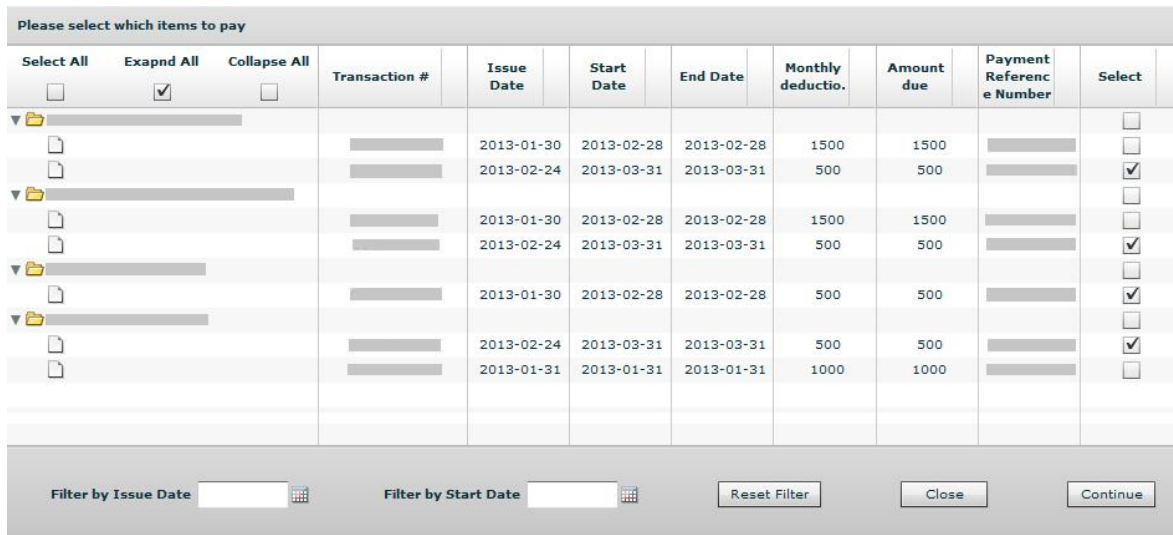 Please select which items to pay
Select All Exapnd All Collapse All Transaction # Issue Date Start Date End Date Monthly deductio. Amount due Payment Referenc e Number Select
2013-01-30 2013-02-28 2013-02-28 1500 1500
2013-02-24 2013-03-31 2013-03-31 500 500
2013-01-30 2013-02-28 2013-02-28 1500 1500
2013-02-24 2013-03-31 2013-03-31 500 500
2013-01-30 2013-02-28 2013-02-28 500 500
2013-02-24 2013-03-31 2013-03-31 500 500
2013-01-31 2013-01-31 2013-01-31 1000 1000
Filter by Issue Date Filter by Start Date Reset Filter Close Continue